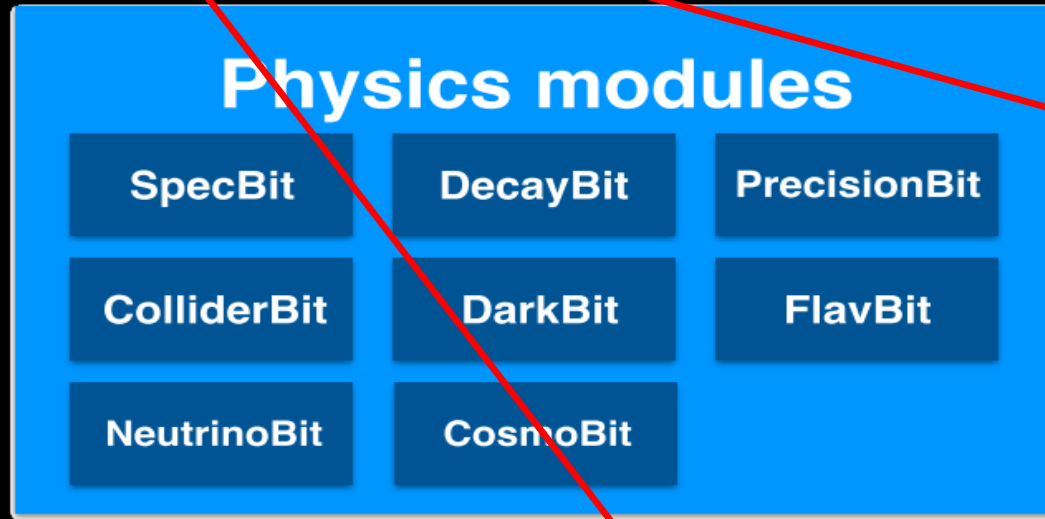 Physics modules
SpecBit DecayBit PrecisionBit
ColliderBit DarkBit FlavBit
NeutrinoBit CosmoBit